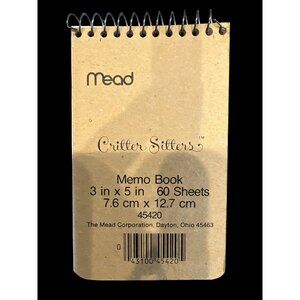 Mead
Critter Sitters™
Memo Book
3 in x 5 in 60 Sheets
7.6 cm x 12.7 cm
45420
The Mead Corporation, Dayton, Ohio 45463
0 43100 45420